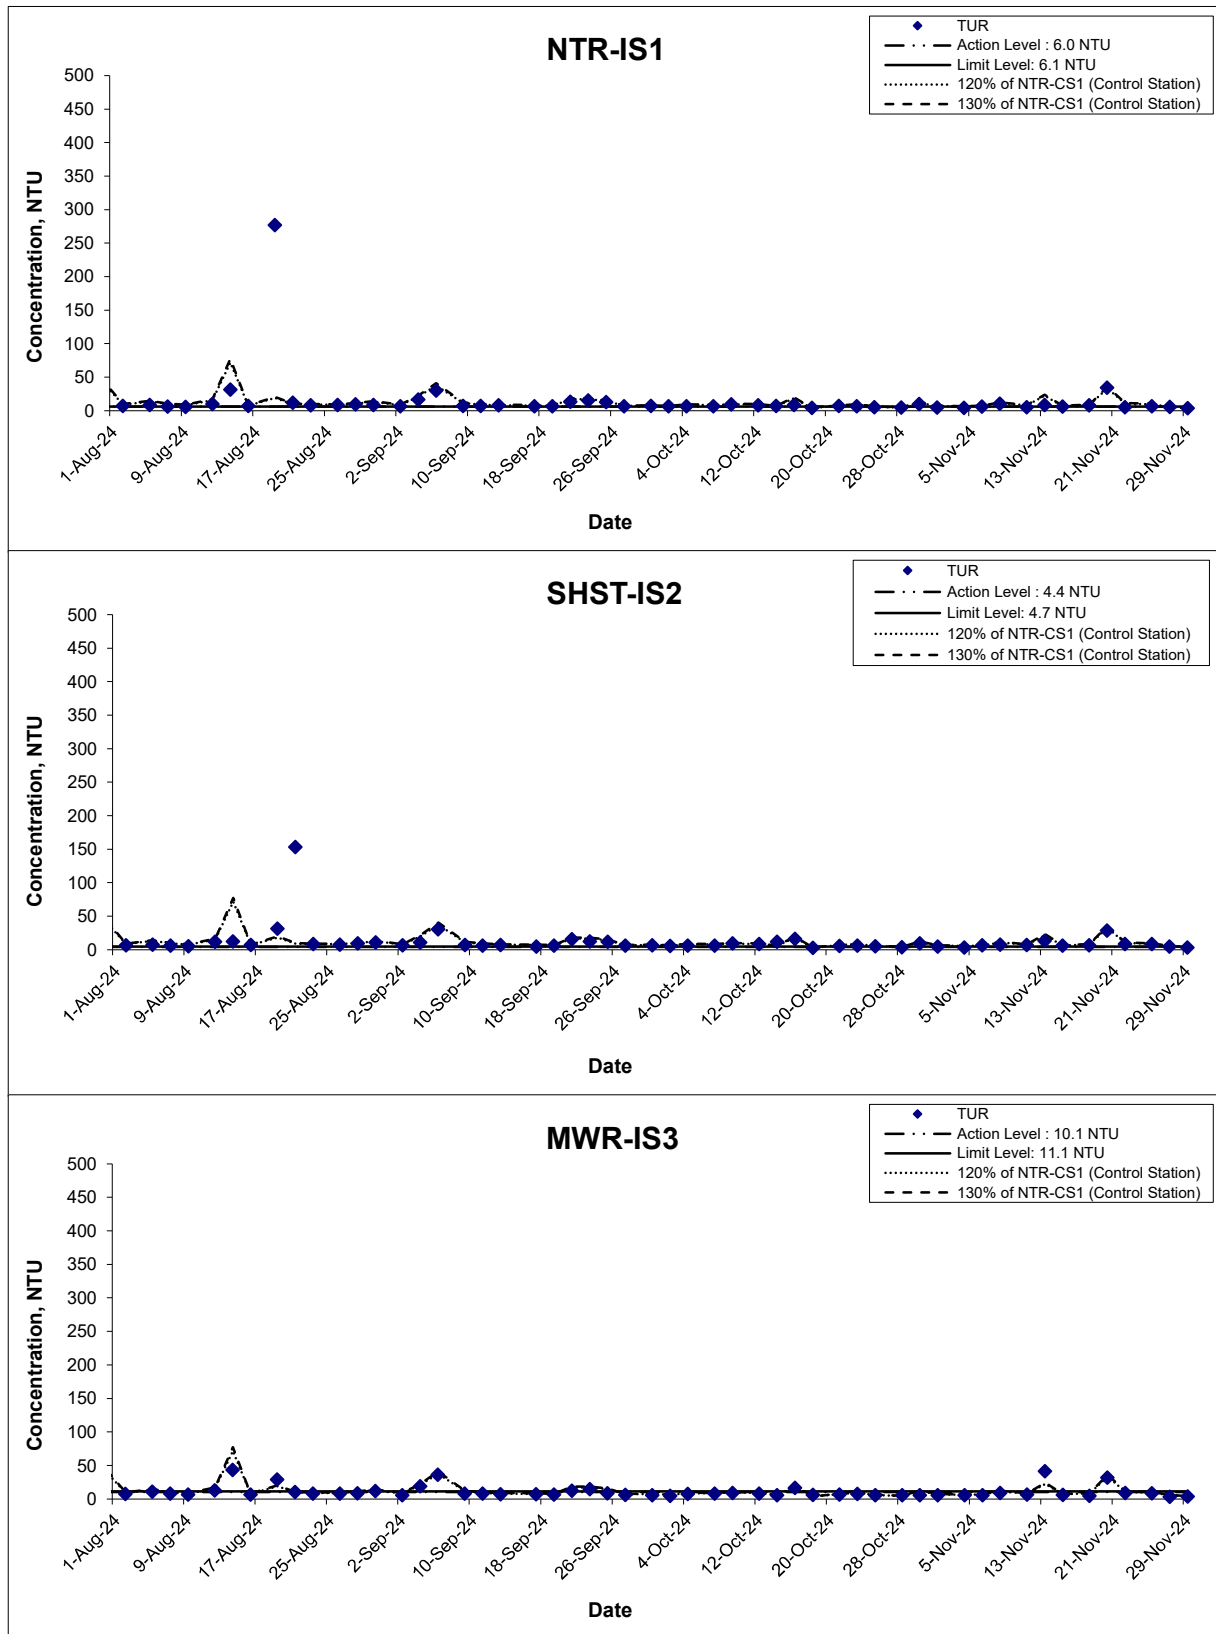 NTR-IS1
TUR
Action Level : 6.0 NTU
Limit Level: 6.1 NTU
120% of NTR-CS1 (Control Station)
130% of NTR-CS1 (Control Station)
Concentration, NTU
500
450
400
350
300
250
200
150
100
50
0
1-Aug-24
9-Aug-24
17-Aug-24
25-Aug-24
2-Sep-24
10-Sep-24
18-Sep-24
26-Sep-24
4-Oct-24
12-Oct-24
20-Oct-24
28-Oct-24
5-Nov-24
13-Nov-24
21-Nov-24
29-Nov-24
Date
SHST-IS2
TUR
Action Level : 4.4 NTU
Limit Level: 4.7 NTU
120% of NTR-CS1 (Control Station)
130% of NTR-CS1 (Control Station)
Concentration, NTU
500
450
400
350
300
250
200
150
100
50
0
1-Aug-24
9-Aug-24
17-Aug-24
25-Aug-24
2-Sep-24
10-Sep-24
18-Sep-24
26-Sep-24
4-Oct-24
12-Oct-24
20-Oct-24
28-Oct-24
5-Nov-24
13-Nov-24
21-Nov-24
29-Nov-24
Date
MWR-IS3
TUR
Action Level : 10.1 NTU
Limit Level: 11.1 NTU
120% of NTR-CS1 (Control Station)
130% of NTR-CS1 (Control Station)
Concentration, NTU
500
450
400
350
300
250
200
150
100
50
0
1-Aug-24
9-Aug-24
17-Aug-24
25-Aug-24
2-Sep-24
10-Sep-24
18-Sep-24
26-Sep-24
4-Oct-24
12-Oct-24
20-Oct-24
28-Oct-24
5-Nov-24
13-Nov-24
21-Nov-24
29-Nov-24
Date